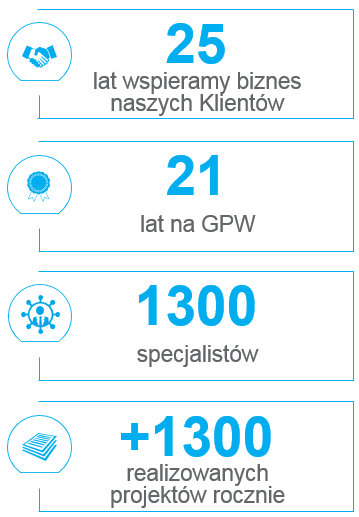 25
lat wspieramy biznes
naszych Klientów
21
lat na GPW
1300
specjalistów
+1300
realizowanych
projektów rocznie